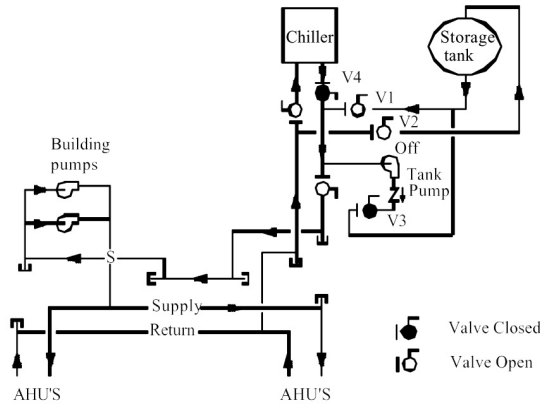 Chiller
Storage
tank
V4
V1
V2
Off
Tank
Pump
V3
Building
pumps
S
Supply
Return
AHU'S
AHU'S
Valve Closed
Valve Open